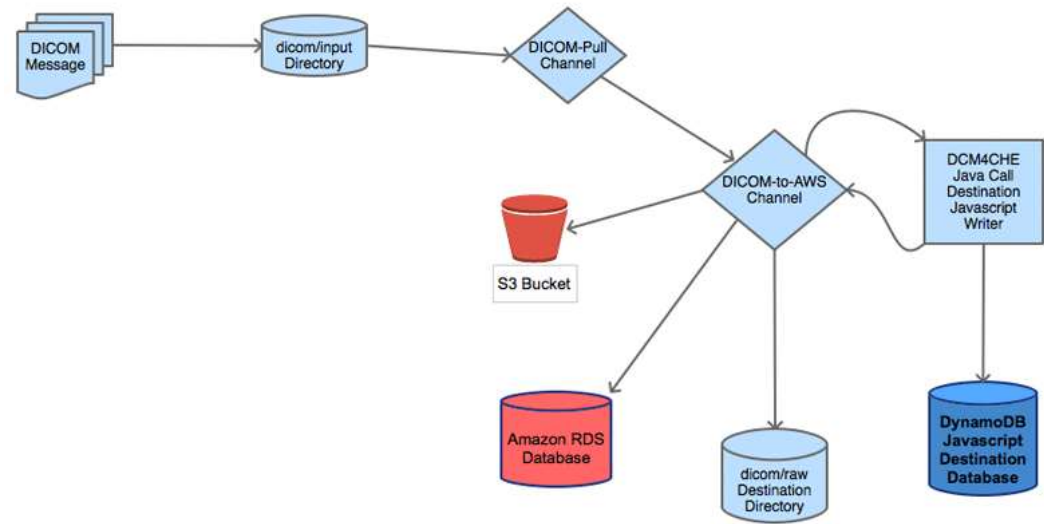 DICOM
Message
dicom/input
Directory
DICOM-Pull
Channel
DICOM-to-AWS
Channel
DCM4CHE
Java Call
Destination
Javascript
Writer
S3 Bucket
Amazon RDS
Database
dicom/raw
Destination
Directory
DynamoDB
Javascript
Destination
Database